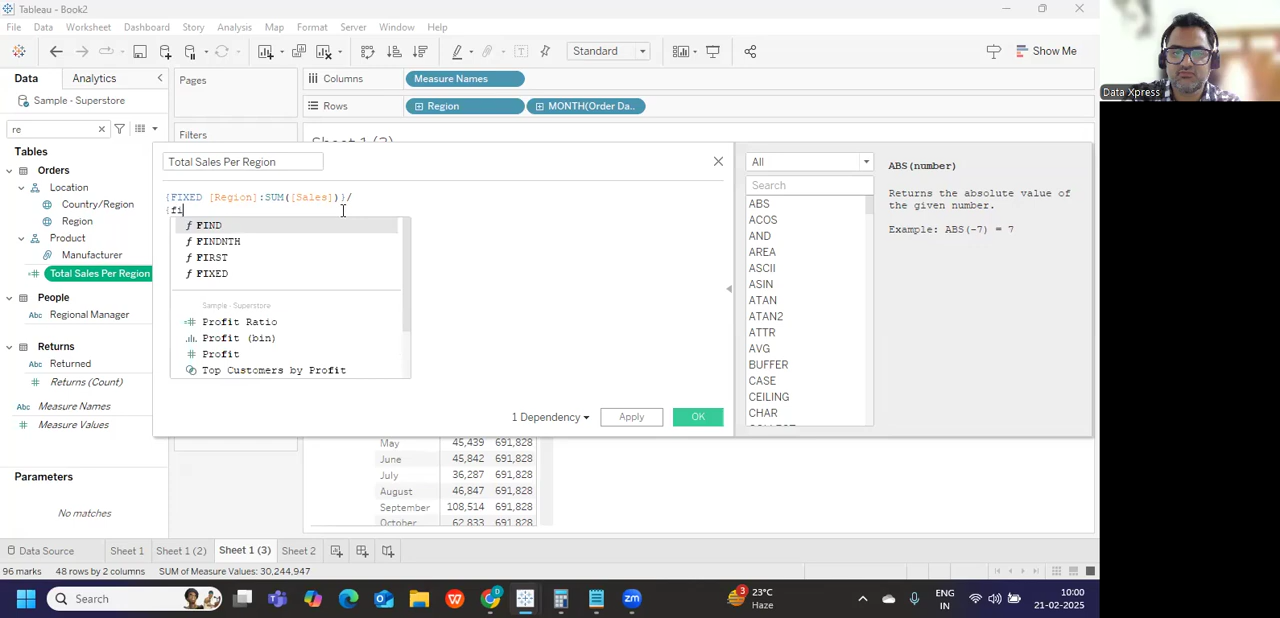 Tableau - Book2
File Data Worksheet Dashboard Story Analysis Map Format Server Window Help
Standard
Show Me
Data Analytics
Sample - Superstore
re
Tables
Orders
Location
Country/Region
Region
Product
Manufacturer
Total Sales Per Region
People
Regional Manager
Returns
Returned
Returns (Count)
Measure Names
Measure Values
Parameters
No matches
Pages
Filters
Columns
Measure Names
Rows
Region
MONTH(Order Da..
Sheet 1 (3)
Total Sales Per Region
{FIXED [Region]:SUM([Sales])}/
{fi
FIND
FINDNTH
FIRST
FIXED
Sample - Superstore
Profit Ratio
Profit (bin)
Profit
Top Customers by Profit
1 Dependency
Apply
OK
All
Search
ABS
ACOS
AND
AREA
ASCII
ASIN
ATAN
ATAN2
ATTR
AVG
BUFFER
CASE
CEILING
CHAR
ABS(number)
Returns the absolute value of
the given number.
Example: ABS(-7) = 7
May 45,439 691,828
June 45,842 691,828
July 36,287 691,828
August 46,847 691,828
September 108,514 691,828
October 62,833 691,828
Data Source Sheet 1 Sheet 1 (2) Sheet 1 (3) Sheet 2
96 marks 48 rows by 2 columns SUM of Measure Values: 30,244,947
Search
3
23°C
Haze
ENG
IN
10:00
21-02-2025
Data Xpress